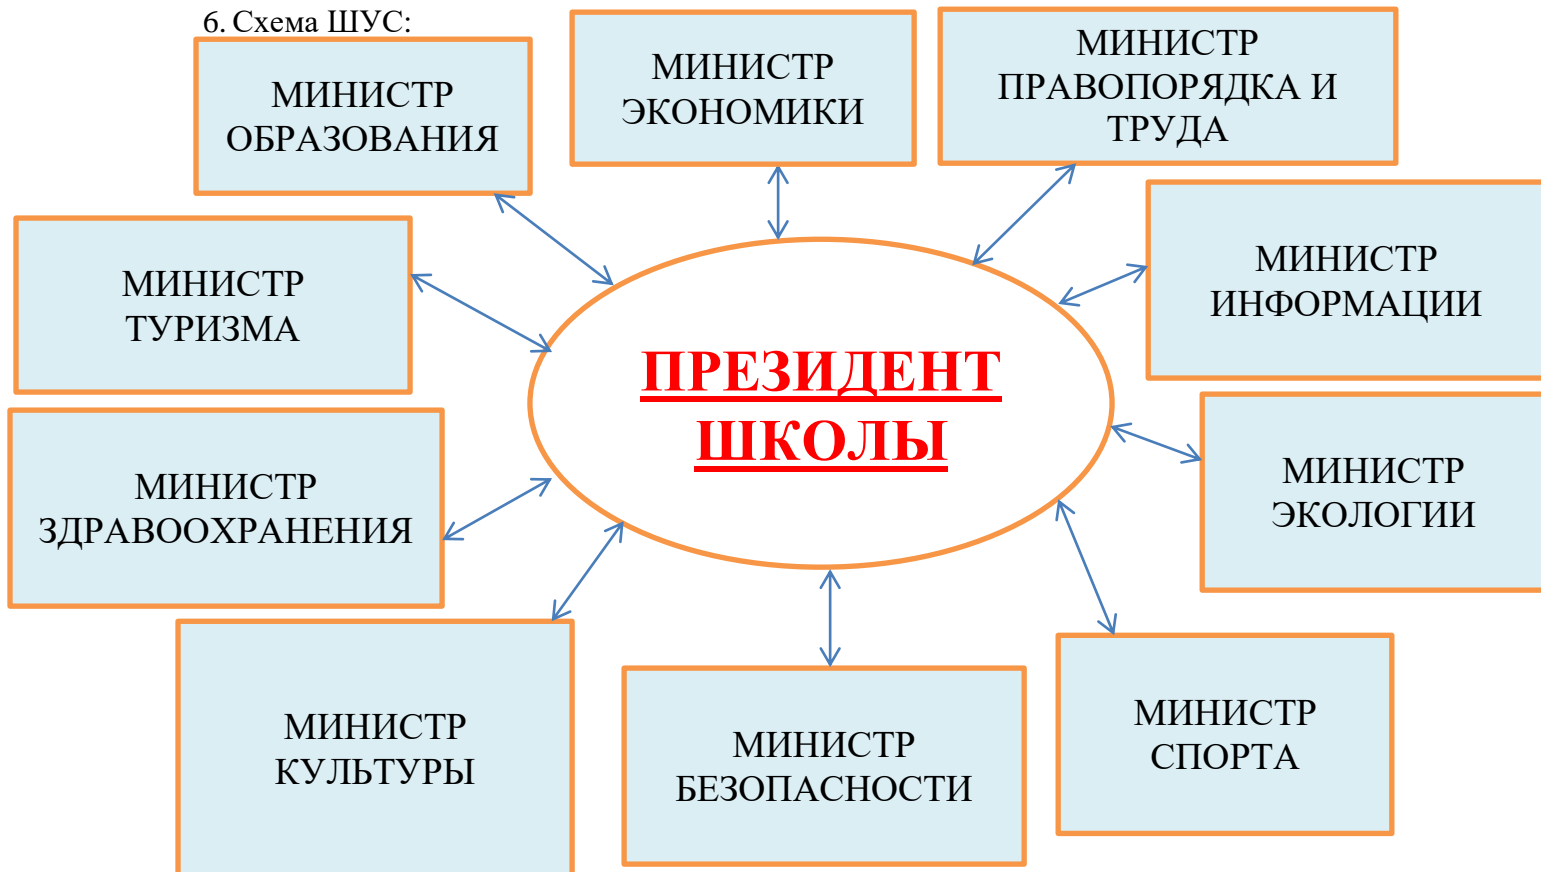 6. Схема ШУС:
МИНИСТР
ОБРАЗОВАНИЯ
МИНИСТР
ЭКОНОМИКИ
МИНИСТР
ПРАВОПОРЯДКА И
ТРУДА
МИНИСТР
ТУРИЗМА
МИНИСТР
ИНФОРМАЦИИ
ПРЕЗИДЕНТ
ШКОЛЫ
МИНИСТР
ЗДРАВООХРАНЕНИЯ
МИНИСТР
ЭКОЛОГИИ
МИНИСТР
КУЛЬТУРЫ
МИНИСТР
БЕЗОПАСНОСТИ
МИНИСТР
СПОРТА